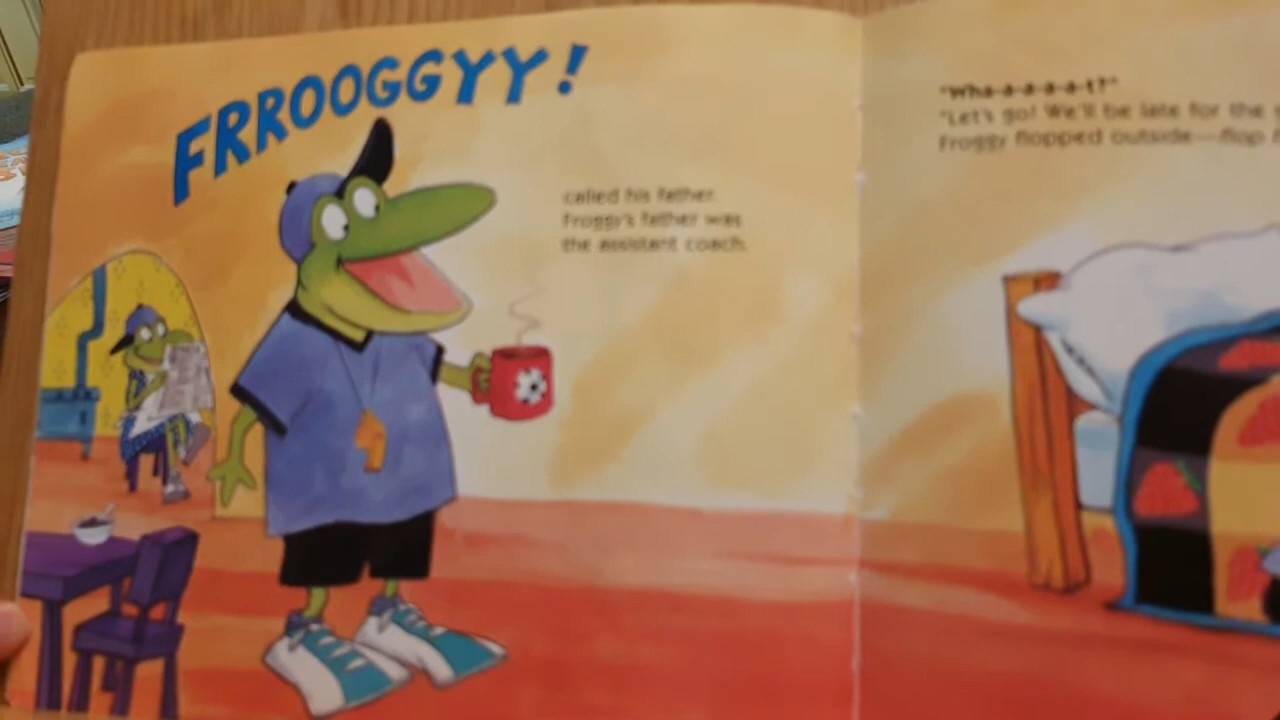 FRROOGGYY!
called his father.
Froggy's father was
the assistant coach.
"Wha-a-a-a-a-t?"
"Let's go! We'll be late for the
Froggy flopped outside—flop